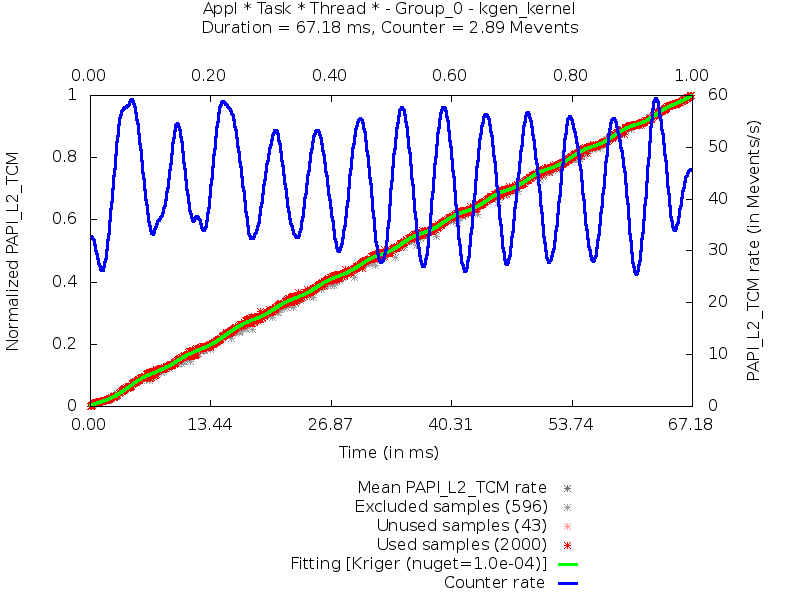 Appl * Task * Thread * - Group_0 - kgen_kernel
Duration = 67.18 ms, Counter = 2.89 Mevents
0.00 0.20 0.40 0.60 0.80 1.00
1 60
50
0.8
40
0.6
30
0.4
20
0.2
10
0 0
Normalized PAPI_L2_TCM
PAPI_L2_TCM rate (in Mevents/s)
0.00 13.44 26.87 40.31 53.74 67.18
Time (in ms)
Mean PAPI_L2_TCM rate
Excluded samples (596)
Unused samples (43)
Used samples (2000)
Fitting [Kriger (nuget=1.0e-04)]
Counter rate